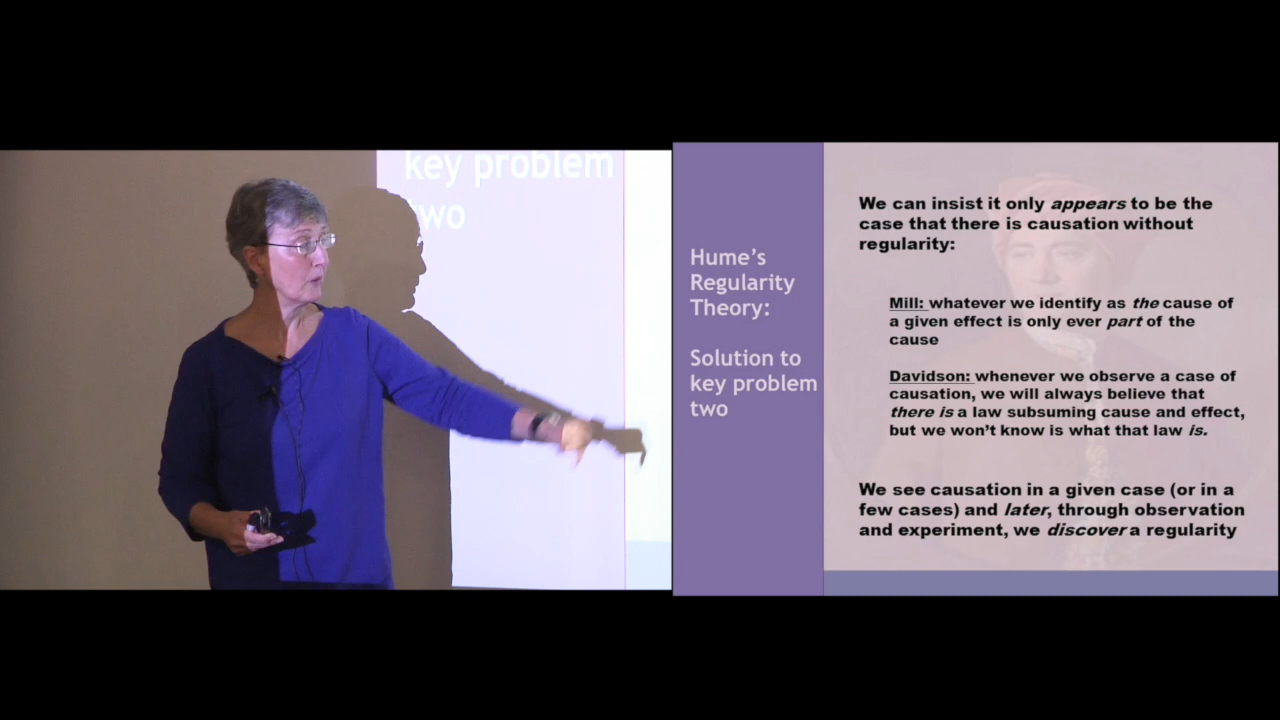 key problem
two
Hume's
Regularity
Theory:
Solution to
key problem
two
We can insist it only appears to be the
case that there is causation without
regularity:
Mill: whatever we identify as the cause of
a given effect is only ever part of the
cause
Davidson: whenever we observe a case of
causation, we will always believe that
there is a law subsuming cause and effect,
but we won't know is what that law is.
We see causation in a given case (or in a
few cases) and later, through observation
and experiment, we discover a regularity